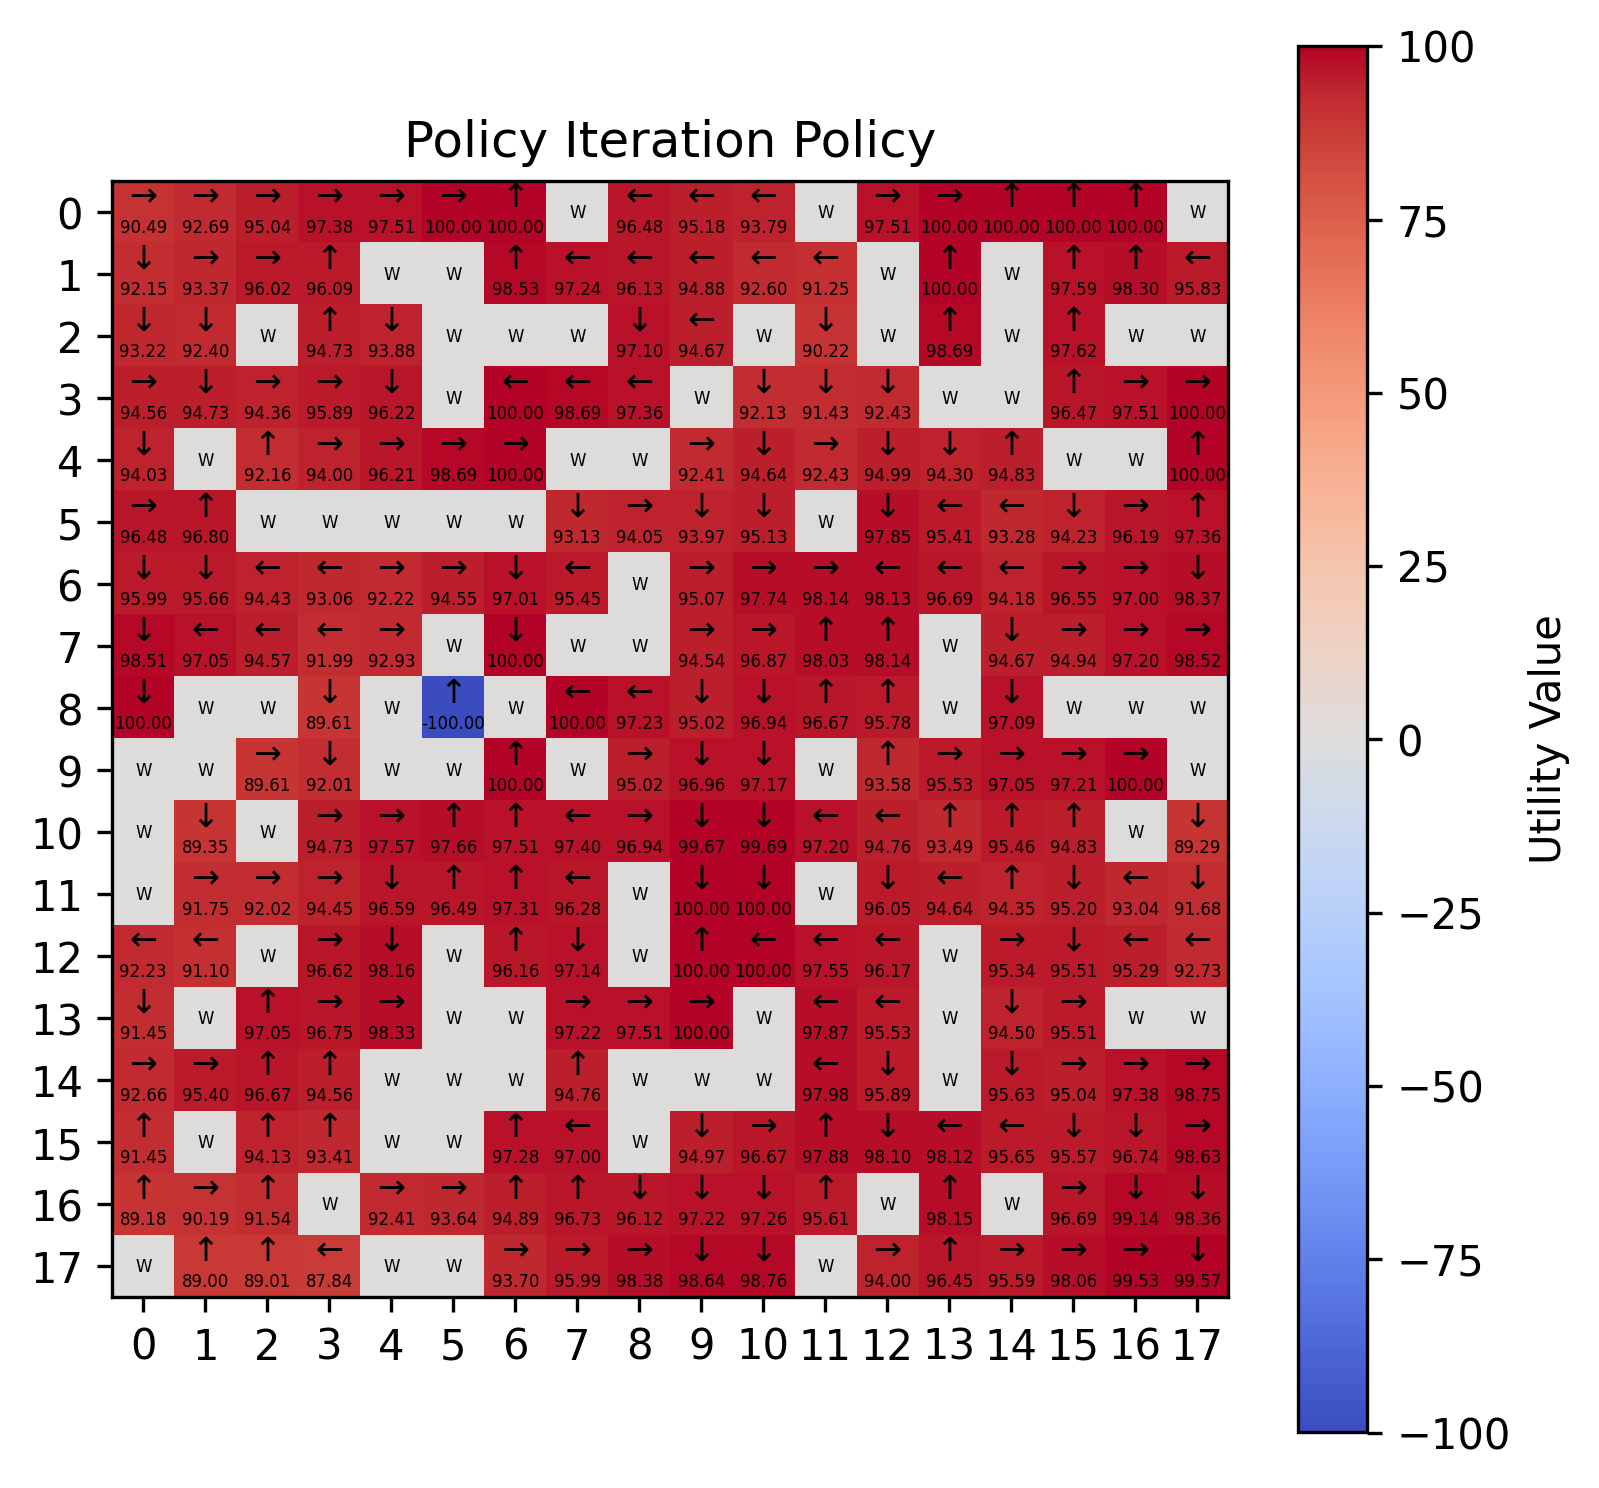 Policy Iteration Policy
0 → 90.49 → 92.69 → 95.04 → 97.38 → 97.51 → 100.00 ↑ 100.00 W ← 96.48 ← 95.18 ← 93.79 W → 97.51 → 100.00 ↑ 100.00 ↑ 100.00 ↑ 100.00 W
1 ↓ 92.15 → 93.37 → 96.02 ↑ 96.09 W W ↑ 98.53 ← 97.24 ← 96.13 ← 94.88 ← 92.60 ← 91.25 W ↑ 100.00 W ↑ 97.59 ↑ 98.30 ← 95.83
2 ↓ 93.22 ↓ 92.40 W ↑ 94.73 ↓ 93.88 W W W ↓ 97.10 ← 94.67 W ↓ 90.22 W ↑ 98.69 W ↑ 97.62 W W
3 → 94.56 ↓ 94.73 → 94.36 → 95.89 ↓ 96.22 W ← 100.00 ← 98.69 ← 97.36 W ↓ 92.13 ↓ 91.43 ↓ 92.43 W W ↑ 96.47 → 97.51 → 100.00
4 ↓ 94.03 W ↑ 92.16 → 94.00 → 96.21 → 98.69 → 100.00 W W → 92.41 ↓ 94.64 → 92.43 ↓ 94.99 ↓ 94.30 ↑ 94.83 W W ↑ 100.00
5 → 96.48 ↑ 96.80 W W W W W ↓ 93.13 → 94.05 ↓ 93.97 ↓ 95.13 W ↓ 97.85 ← 95.41 ← 93.28 ↓ 94.23 → 96.19 ↑ 97.36
6 ↓ 95.99 ↓ 95.66 ← 94.43 ← 93.06 → 92.22 → 94.55 ↓ 97.01 ← 95.45 W → 95.07 → 97.74 → 98.14 ← 98.13 ← 96.69 ← 94.18 → 96.55 → 97.00 ↓ 98.37
7 ↓ 98.51 ← 97.05 ← 94.57 ← 91.99 → 92.93 W ↓ 100.00 W W → 94.54 → 96.87 ↑ 98.03 ↑ 98.14 W ↓ 94.67 → 94.94 → 97.20 → 98.52
8 ↓ 100.00 W W ↓ 89.61 W ↑ -100.00 W ← 100.00 ← 97.23 ↓ 95.02 ↓ 96.94 ↑ 96.67 ↑ 95.78 W ↓ 97.09 W W W
9 W W → 89.61 ↓ 92.01 W W ↑ 100.00 W → 95.02 ↓ 96.96 ↓ 97.17 W ↑ 93.58 → 95.53 → 97.05 → 97.21 → 100.00 W
10 W ↓ 89.35 W → 94.73 → 97.57 ↑ 97.66 ↑ 97.51 ← 97.40 → 96.94 ↓ 99.67 ↓ 99.69 ← 97.20 ← 94.76 ↑ 93.49 ↑ 95.46 ↑ 94.83 W ↓ 89.29
11 W → 91.75 → 92.02 → 94.45 ↓ 96.59 ↑ 96.49 ↑ 97.31 ← 96.28 W ↓ 100.00 ↓ 100.00 W ↓ 96.05 ← 94.64 ↑ 94.35 ↓ 95.20 ← 93.04 ↓ 91.68
12 ← 92.23 ← 91.10 W → 96.62 ↓ 98.16 W ↑ 96.16 ↓ 97.14 W ↑ 100.00 ← 100.00 ← 97.55 ← 96.17 W → 95.34 ↓ 95.51 ← 95.29 ← 92.73
13 ↓ 91.45 W ↑ 97.05 → 96.75 → 98.33 W W → 97.22 → 97.51 → 100.00 W ← 97.87 ← 95.53 W ↓ 94.50 → 95.51 W W
14 → 92.66 → 95.40 ↑ 96.67 ↑ 94.56 W W W ↑ 94.76 W W W ← 97.98 ↓ 95.89 W ↓ 95.63 → 95.04 → 97.38 → 98.75
15 ↑ 91.45 W ↑ 94.13 ↑ 93.41 W W ↑ 97.28 ← 97.00 W ↓ 94.97 → 96.67 ↑ 97.88 ↓ 98.10 ← 98.12 ← 95.65 ↓ 95.57 ↓ 96.74 → 98.63
16 ↑ 89.18 → 90.19 ↑ 91.54 W → 92.41 → 93.64 ↑ 94.89 ↑ 96.73 ↓ 96.12 ↓ 97.22 ↓ 97.26 ↑ 95.61 W ↑ 98.15 W → 96.69 ↓ 99.14 ↓ 98.36
17 W ↑ 89.00 ↑ 89.01 ← 87.84 W W → 93.70 → 95.99 → 98.38 ↓ 98.64 ↓ 98.76 W → 94.00 ↑ 96.45 → 95.59 → 98.06 → 99.53 ↓ 99.57
0 1 2 3 4 5 6 7 8 9 10 11 12 13 14 15 16 17
100
75
50
25
0
−25
−50
−75
−100
Utility Value